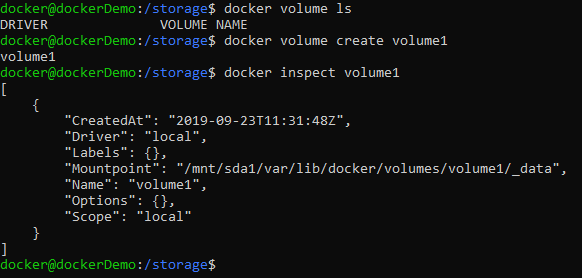 docker@dockerDemo:/storage$ docker volume ls
DRIVER              VOLUME NAME
docker@dockerDemo:/storage$ docker volume create volume1
volume1
docker@dockerDemo:/storage$ docker inspect volume1
[
    {
        "CreatedAt": "2019-09-23T11:31:48Z",
        "Driver": "local",
        "Labels": {},
        "Mountpoint": "/mnt/sda1/var/lib/docker/volumes/volume1/_data",
        "Name": "volume1",
        "Options": {},
        "Scope": "local"
    }
]
docker@dockerDemo:/storage$